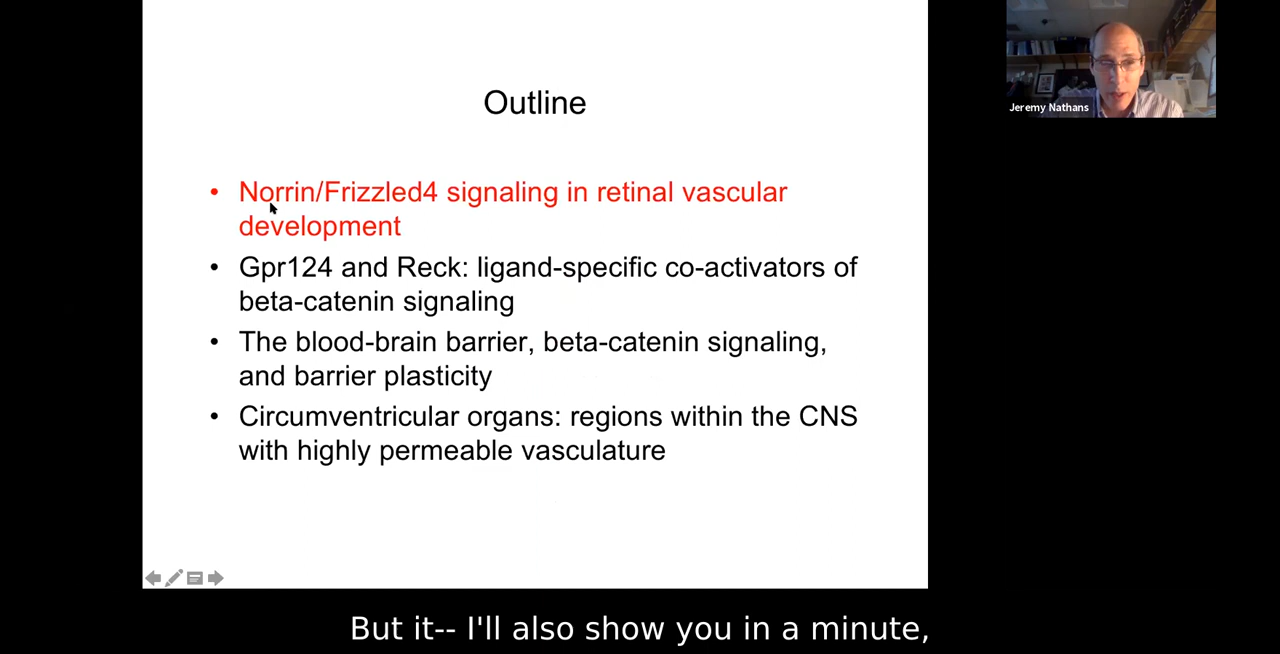 Outline
Jeremy Nathans
• Norrin/Frizzled4 signaling in retinal vascular
development
• Gpr124 and Reck: ligand-specific co-activators of
beta-catenin signaling
• The blood-brain barrier, beta-catenin signaling,
and barrier plasticity
• Circumventricular organs: regions within the CNS
with highly permeable vasculature
But it-- I'll also show you in a minute,